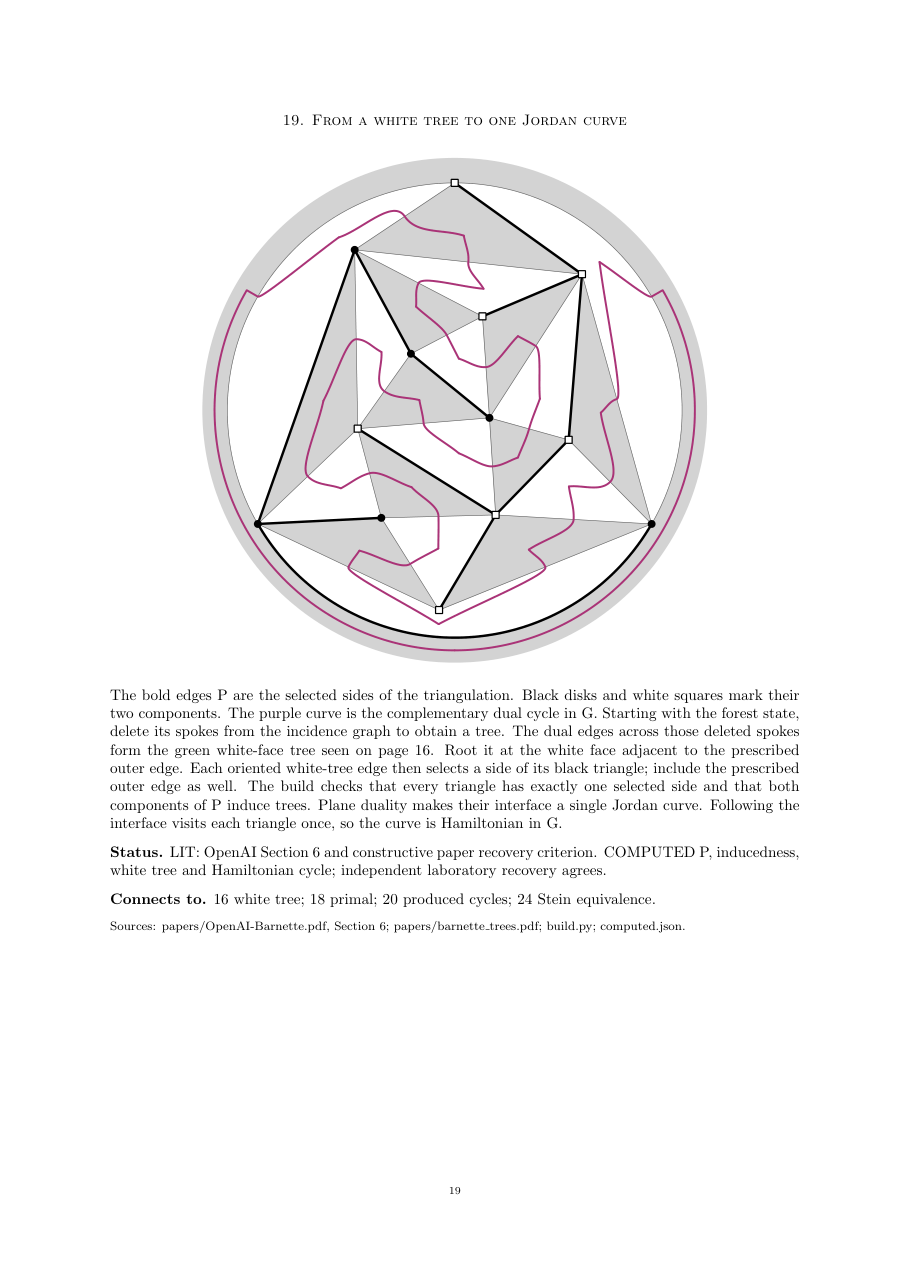 19. From a white tree to one Jordan curve
The bold edges P are the selected sides of the triangulation. Black disks and white squares mark their
two components. The purple curve is the complementary dual cycle in G. Starting with the forest state,
delete its spokes from the incidence graph to obtain a tree. The dual edges across those deleted spokes
form the green white-face tree seen on page 16. Root it at the white face adjacent to the prescribed
outer edge. Each oriented white-tree edge then selects a side of its black triangle; include the prescribed
outer edge as well. The build checks that every triangle has exactly one selected side and that both
components of P induce trees. Plane duality makes their interface a single Jordan curve. Following the
interface visits each triangle once, so the curve is Hamiltonian in G.
Status. LIT: OpenAI Section 6 and constructive paper recovery criterion. COMPUTED P, inducedness,
white tree and Hamiltonian cycle; independent laboratory recovery agrees.
Connects to. 16 white tree; 18 primal; 20 produced cycles; 24 Stein equivalence.
Sources: papers/OpenAI-Barnette.pdf, Section 6; papers/barnette_trees.pdf; build.py; computed.json.
19